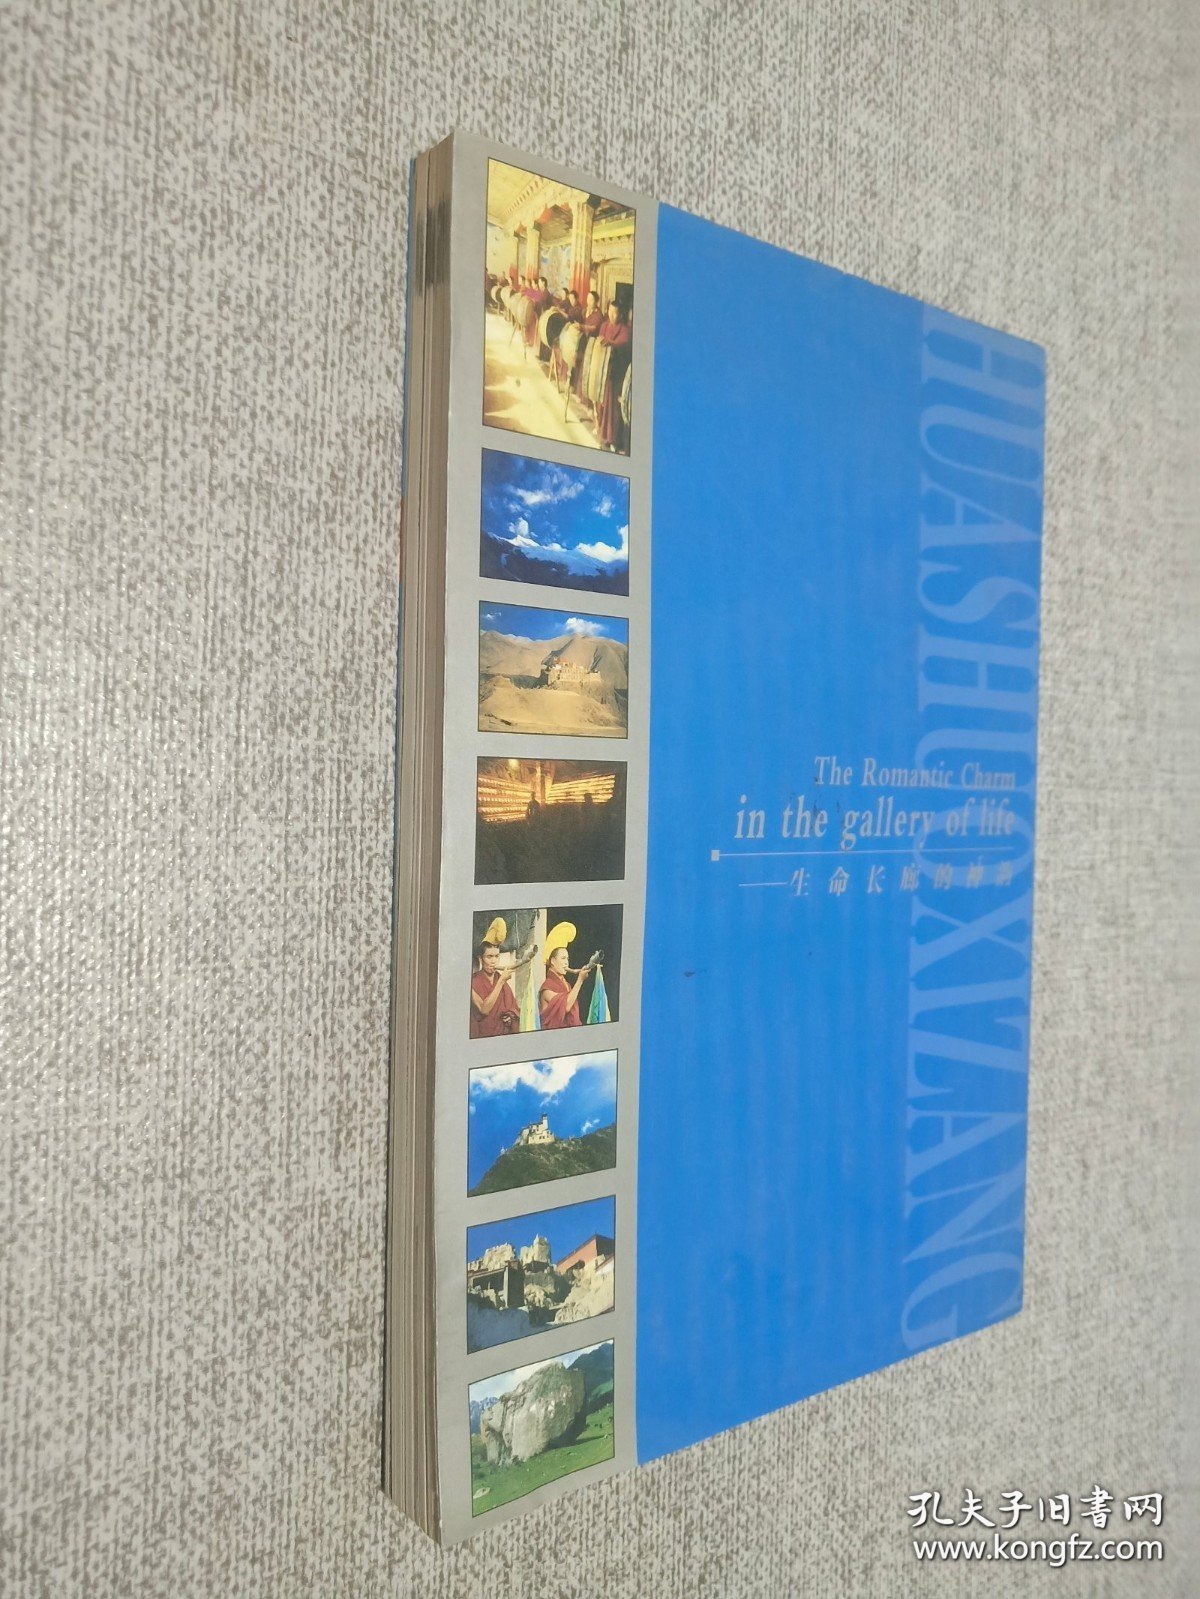 HUASHUOXIZANG
The Romantic Charm
in the gallery of life
——生命长廊的神韵
孔夫子旧書网
www.kongfz.com